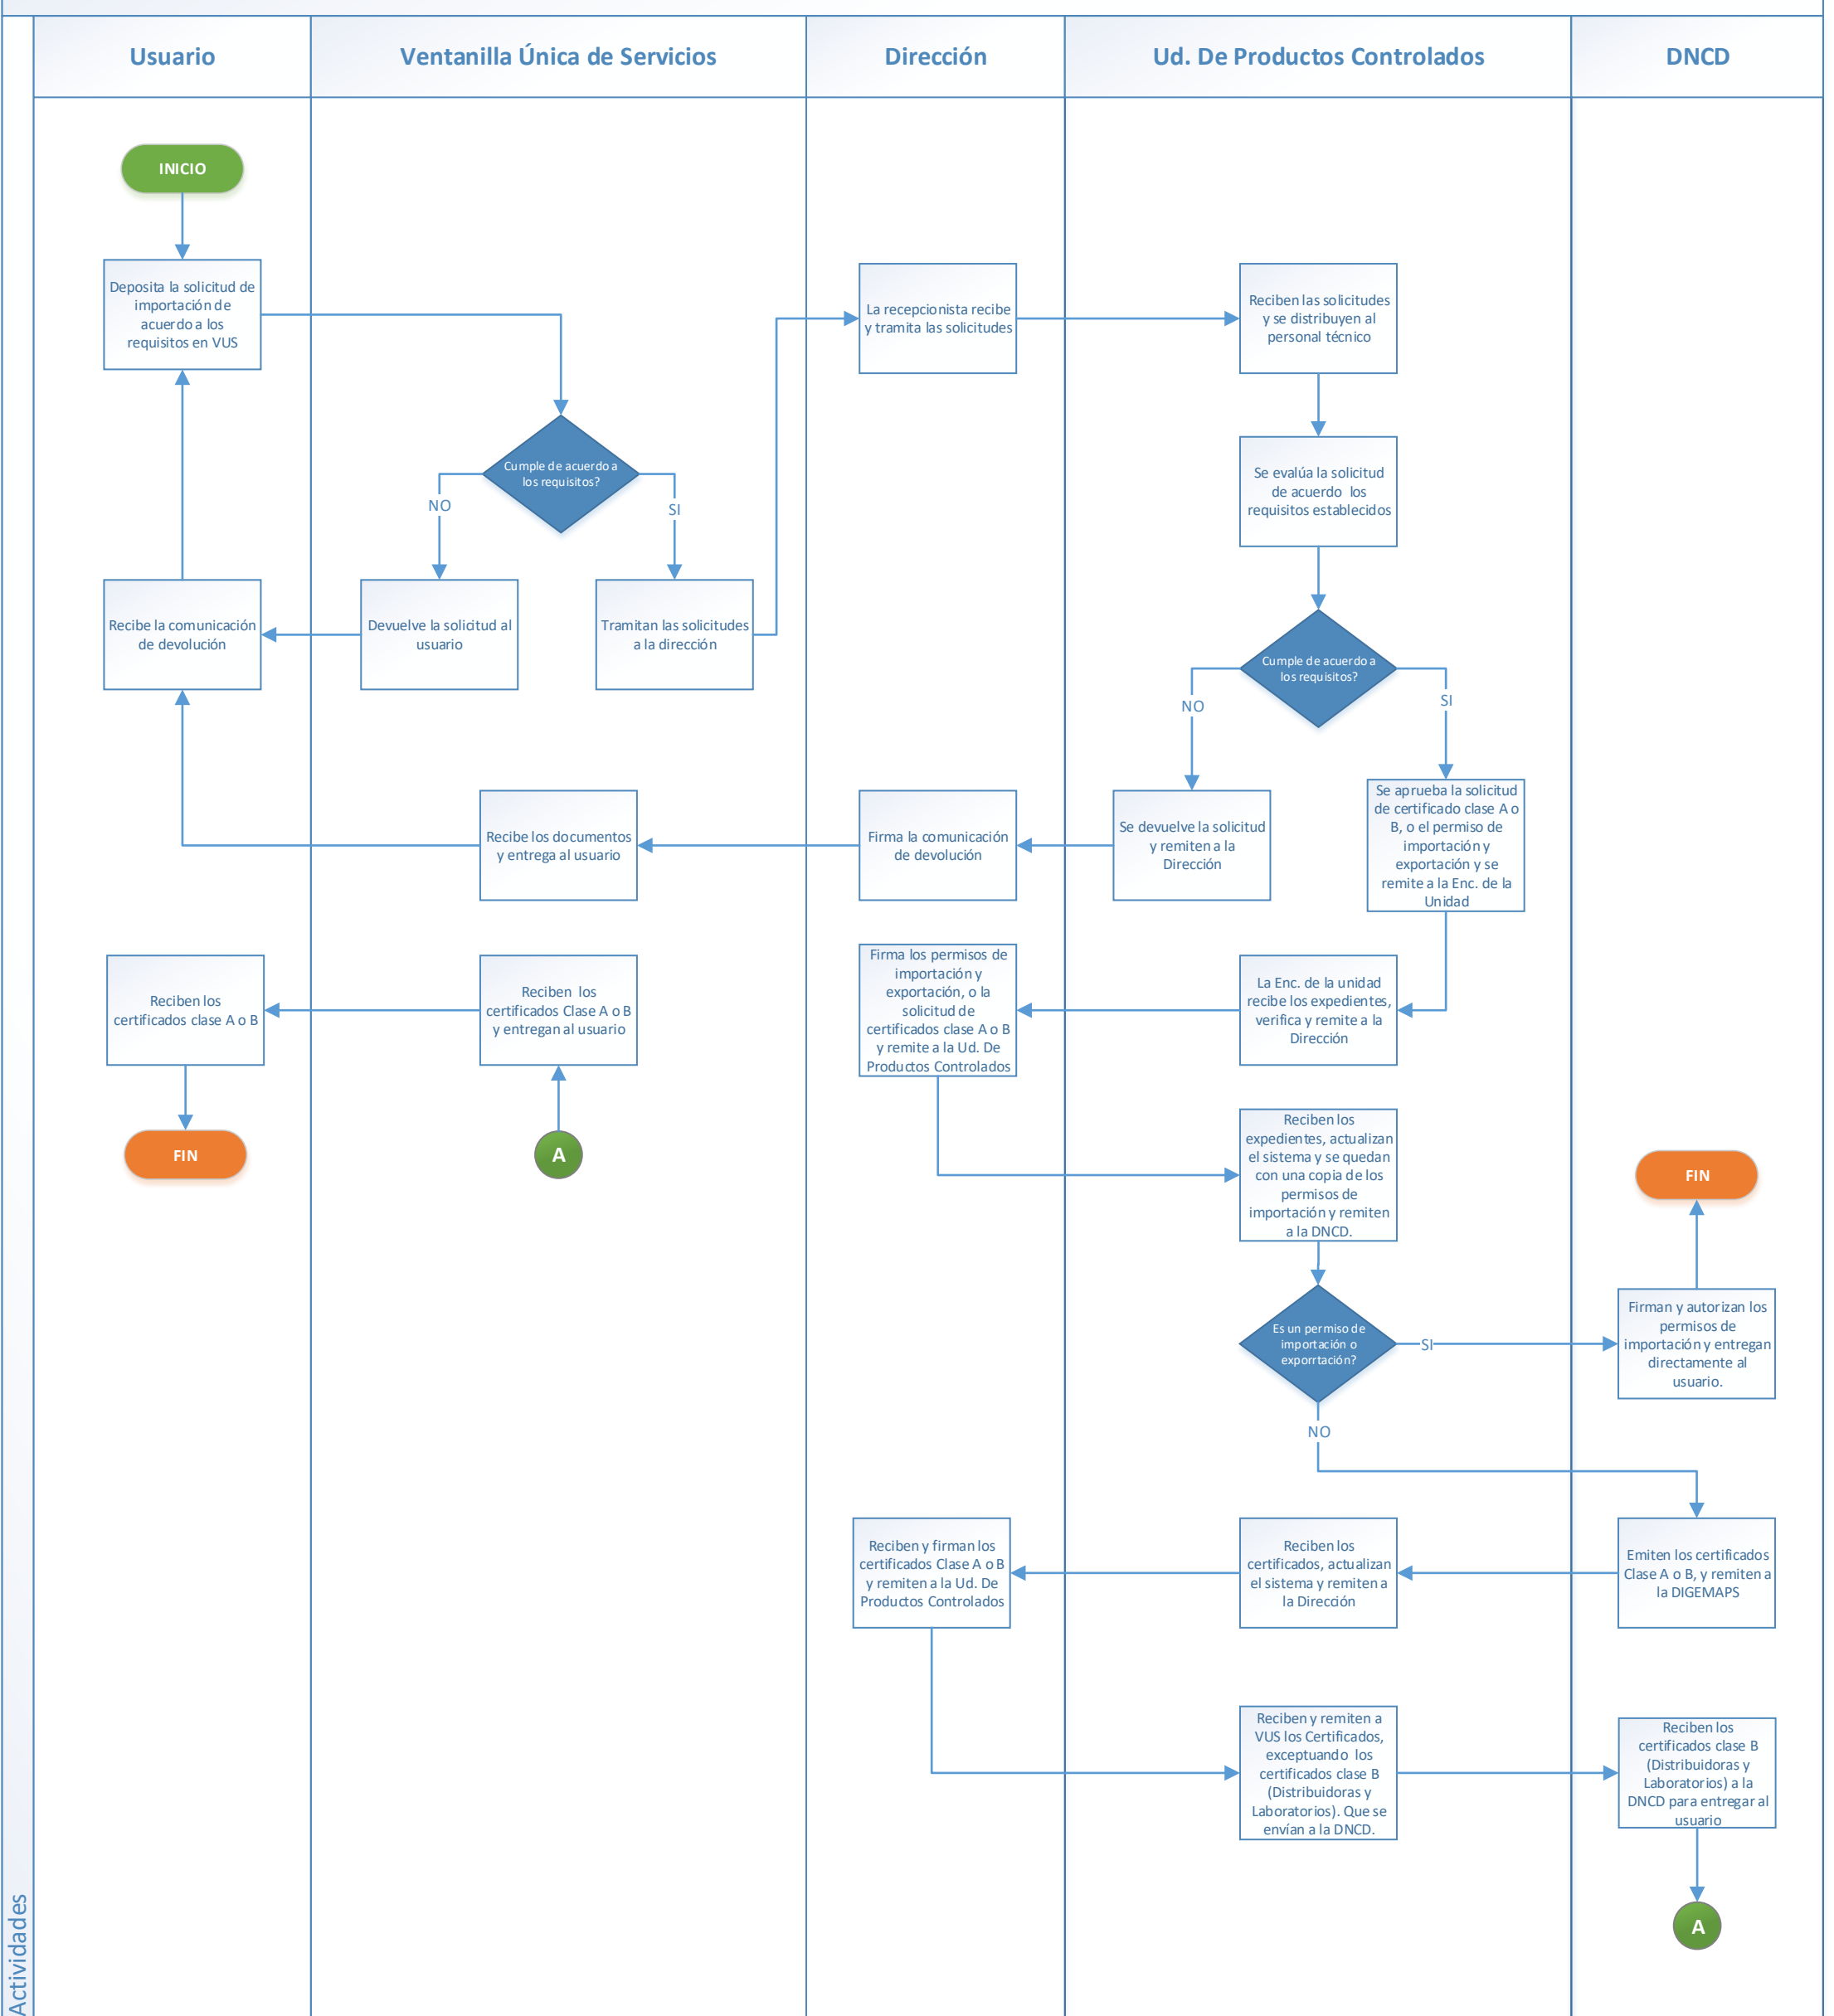 Usuario
Ventanilla Única de Servicios
Dirección
Ud. De Productos Controlados
DNCD
INICIO
Deposita la solicitud de
importación de
acuerdo a los
requisitos en VUS
La recepcionista recibe
y tramita las solicitudes
Reciben las solicitudes
y se distribuyen al
personal técnico
Cumple de acuerdo a
los requisitos?
NO
SI
Se evalúa la solicitud
de acuerdo los
requisitos establecidos
Recibe la comunicación
de devolución
Devuelve la solicitud al
usuario
Tramitan las solicitudes
a la dirección
Cumple de acuerdo a
los requisitos?
NO
SI
Recibe los documentos
y entrega al usuario
Firma la comunicación
de devolución
Se devuelve la solicitud
y remiten a la
Dirección
Se aprueba la solicitud
de certificado clase A o
B, o el permiso de
importación y
exportación y se
remite a la Enc. de la
Unidad
Reciben los
certificados clase A o B
Reciben los
certificados Clase A o B
y entregan al usuario
Firma los permisos de
importación y
exportación, o la
solicitud de
certificados clase A o B
y remite a la Ud. De
Productos Controlados
La Enc. de la unidad
recibe los expedientes,
verifica y remite a la
Dirección
FIN
A
Reciben los
expedientes, actualizan
el sistema y se quedan
con una copia de los
permisos de
importación y remiten
a la DNCD.
FIN
Es un permiso de
importación o
exporrtación?
SI
NO
Firman y autorizan los
permisos de
importación y entregan
directamente al
usuario.
Reciben y firman los
certificados Clase A o B
y remiten a la Ud. De
Productos Controlados
Reciben los
certificados, actualizan
el sistema y remiten a
la Dirección
Emiten los certificados
Clase A o B, y remiten a
la DIGEMAPS
Reciben y remiten a
VUS los Certificados,
exceptuando los
certificados clase B
(Distribuidoras y
Laboratorios). Que se
envían a la DNCD.
Reciben los
certificados clase B
(Distribuidoras y
Laboratorios) a la
DNCD para entregar al
usuario
A
Actividades